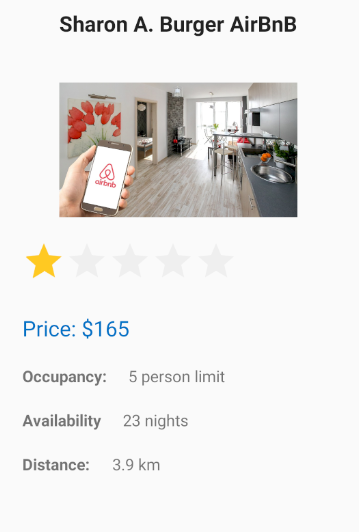 Sharon A. Burger AirBnB
airbnb
Price: $165
Occupancy: 5 person limit
Availability 23 nights
Distance: 3.9 km